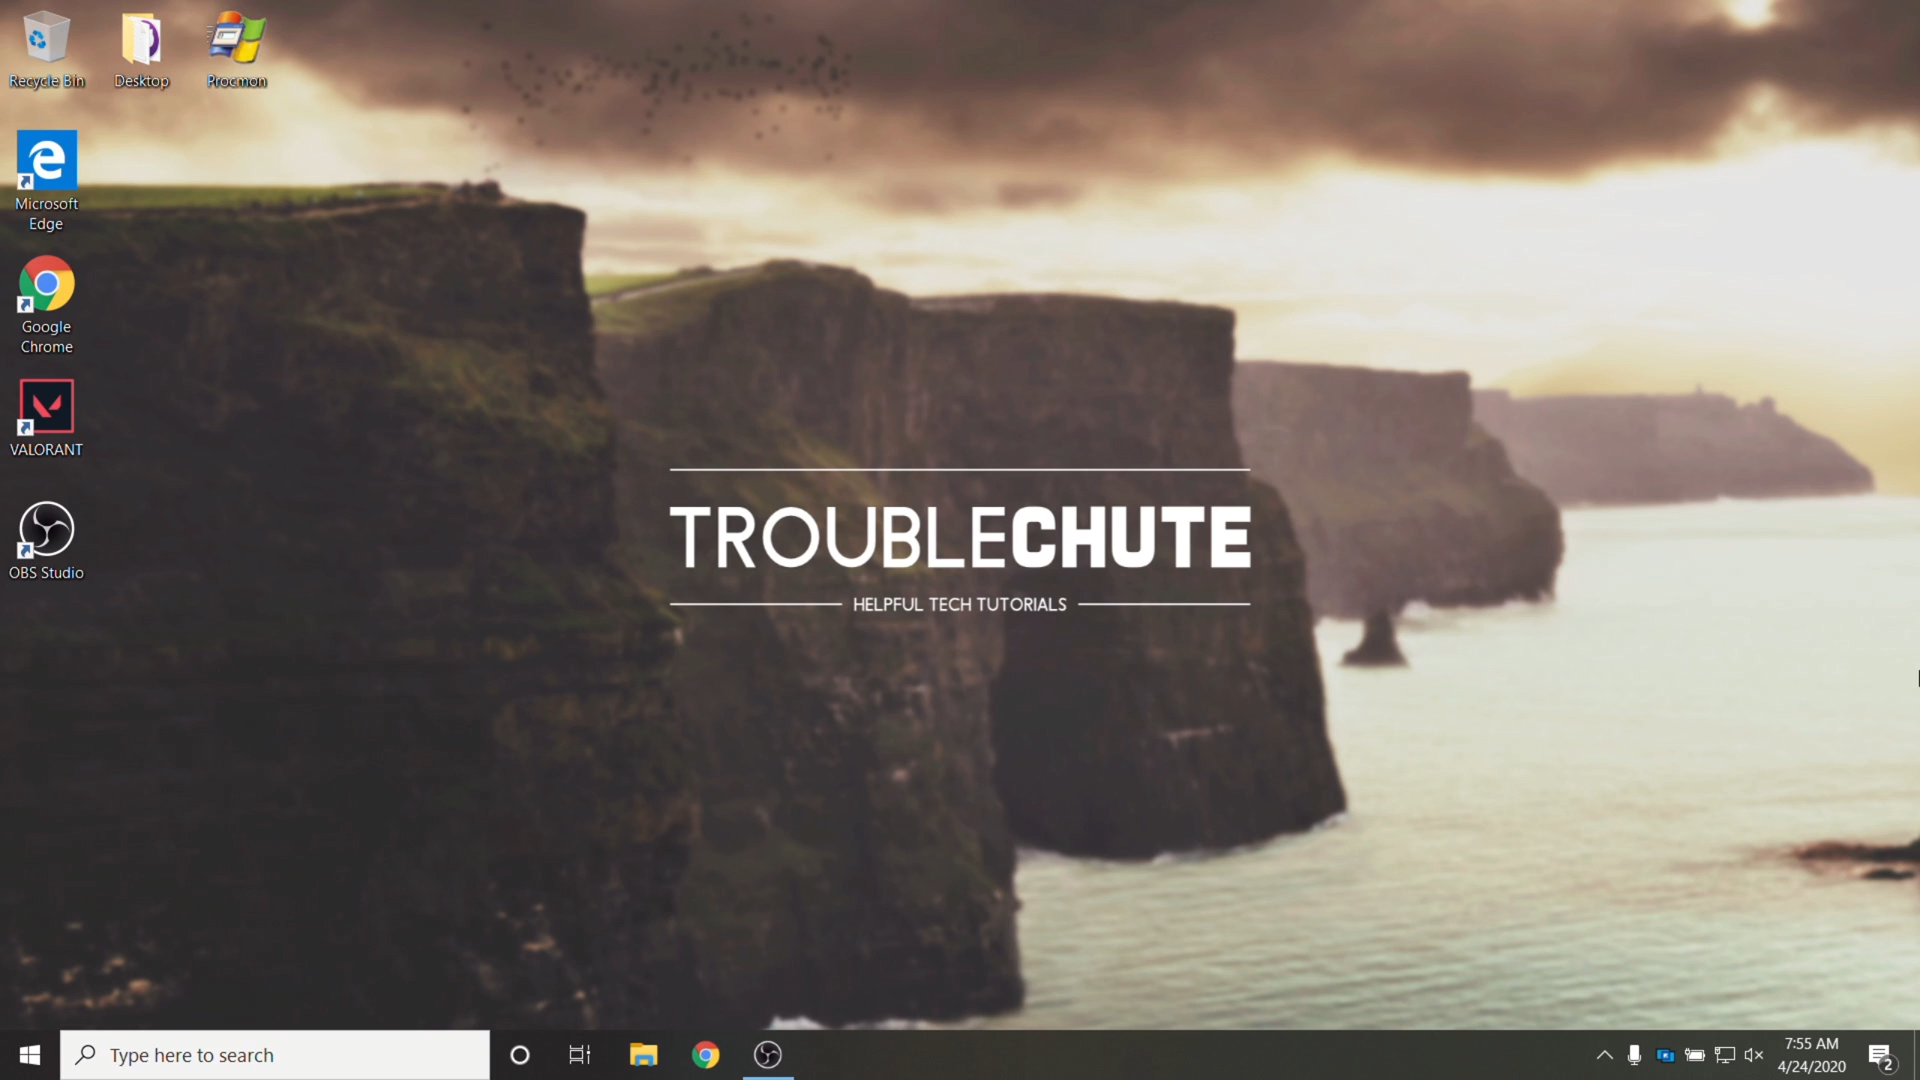 Recycle Bin
Desktop
Procmon
Microsoft
Edge
Google
Chrome
VALORANT
OBS Studio
TROUBLECHUTE
HELPFUL TECH TUTORIALS
Type here to search
7:55 AM
4/24/2020
2